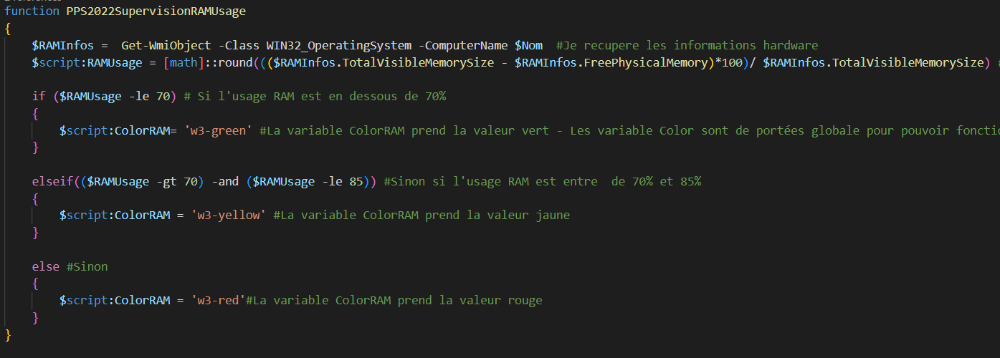 function PPS2022SupervisionRAMUsage
{
$RAMInfos =  Get-WmiObject -Class WIN32_OperatingSystem -ComputerName $Nom  #Je recupere les informations hardware
$script:RAMUsage = [math]::round((($RAMInfos.TotalVisibleMemorySize - $RAMInfos.FreePhysicalMemory)*100)/ $RAMInfos.TotalVisibleMemorySize) #
if ($RAMUsage -le 70) # Si l'usage RAM est en dessous de 70%
{
$script:ColorRAM= 'w3-green' #La variable ColorRAM prend la valeur vert - Les variable Color sont de portées globale pour pouvoir fonctio
}
elseif(($RAMUsage -gt 70) -and ($RAMUsage -le 85)) #Sinon si l'usage RAM est entre  de 70% et 85%
{
$script:ColorRAM = 'w3-yellow' #La variable ColorRAM prend la valeur jaune
}
else #Sinon
{
$script:ColorRAM = 'w3-red'#La variable ColorRAM prend la valeur rouge
}
}